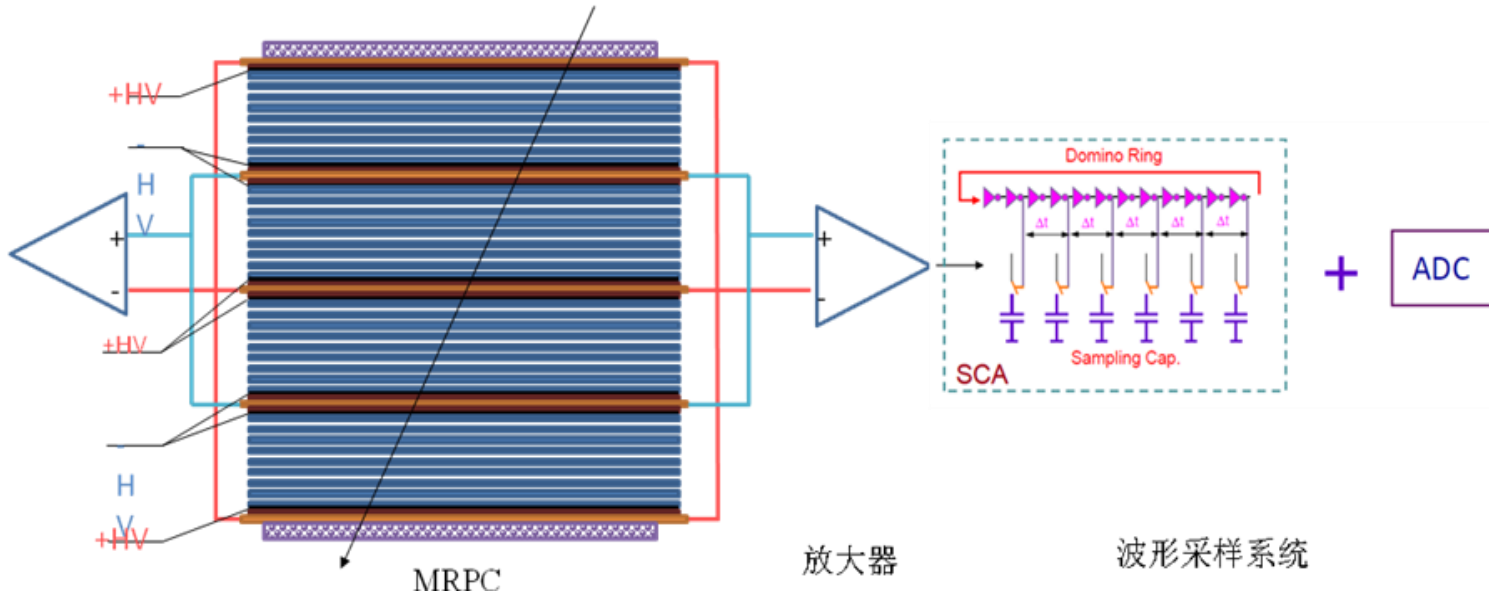 +HV
-
H
V
+
-
+HV
-
H
V
+HV
MRPC
+
-
放大器
Domino Ring
Δt
Δt
Δt
Δt
Δt
Sampling Cap.
SCA
+
ADC
波形采样系统